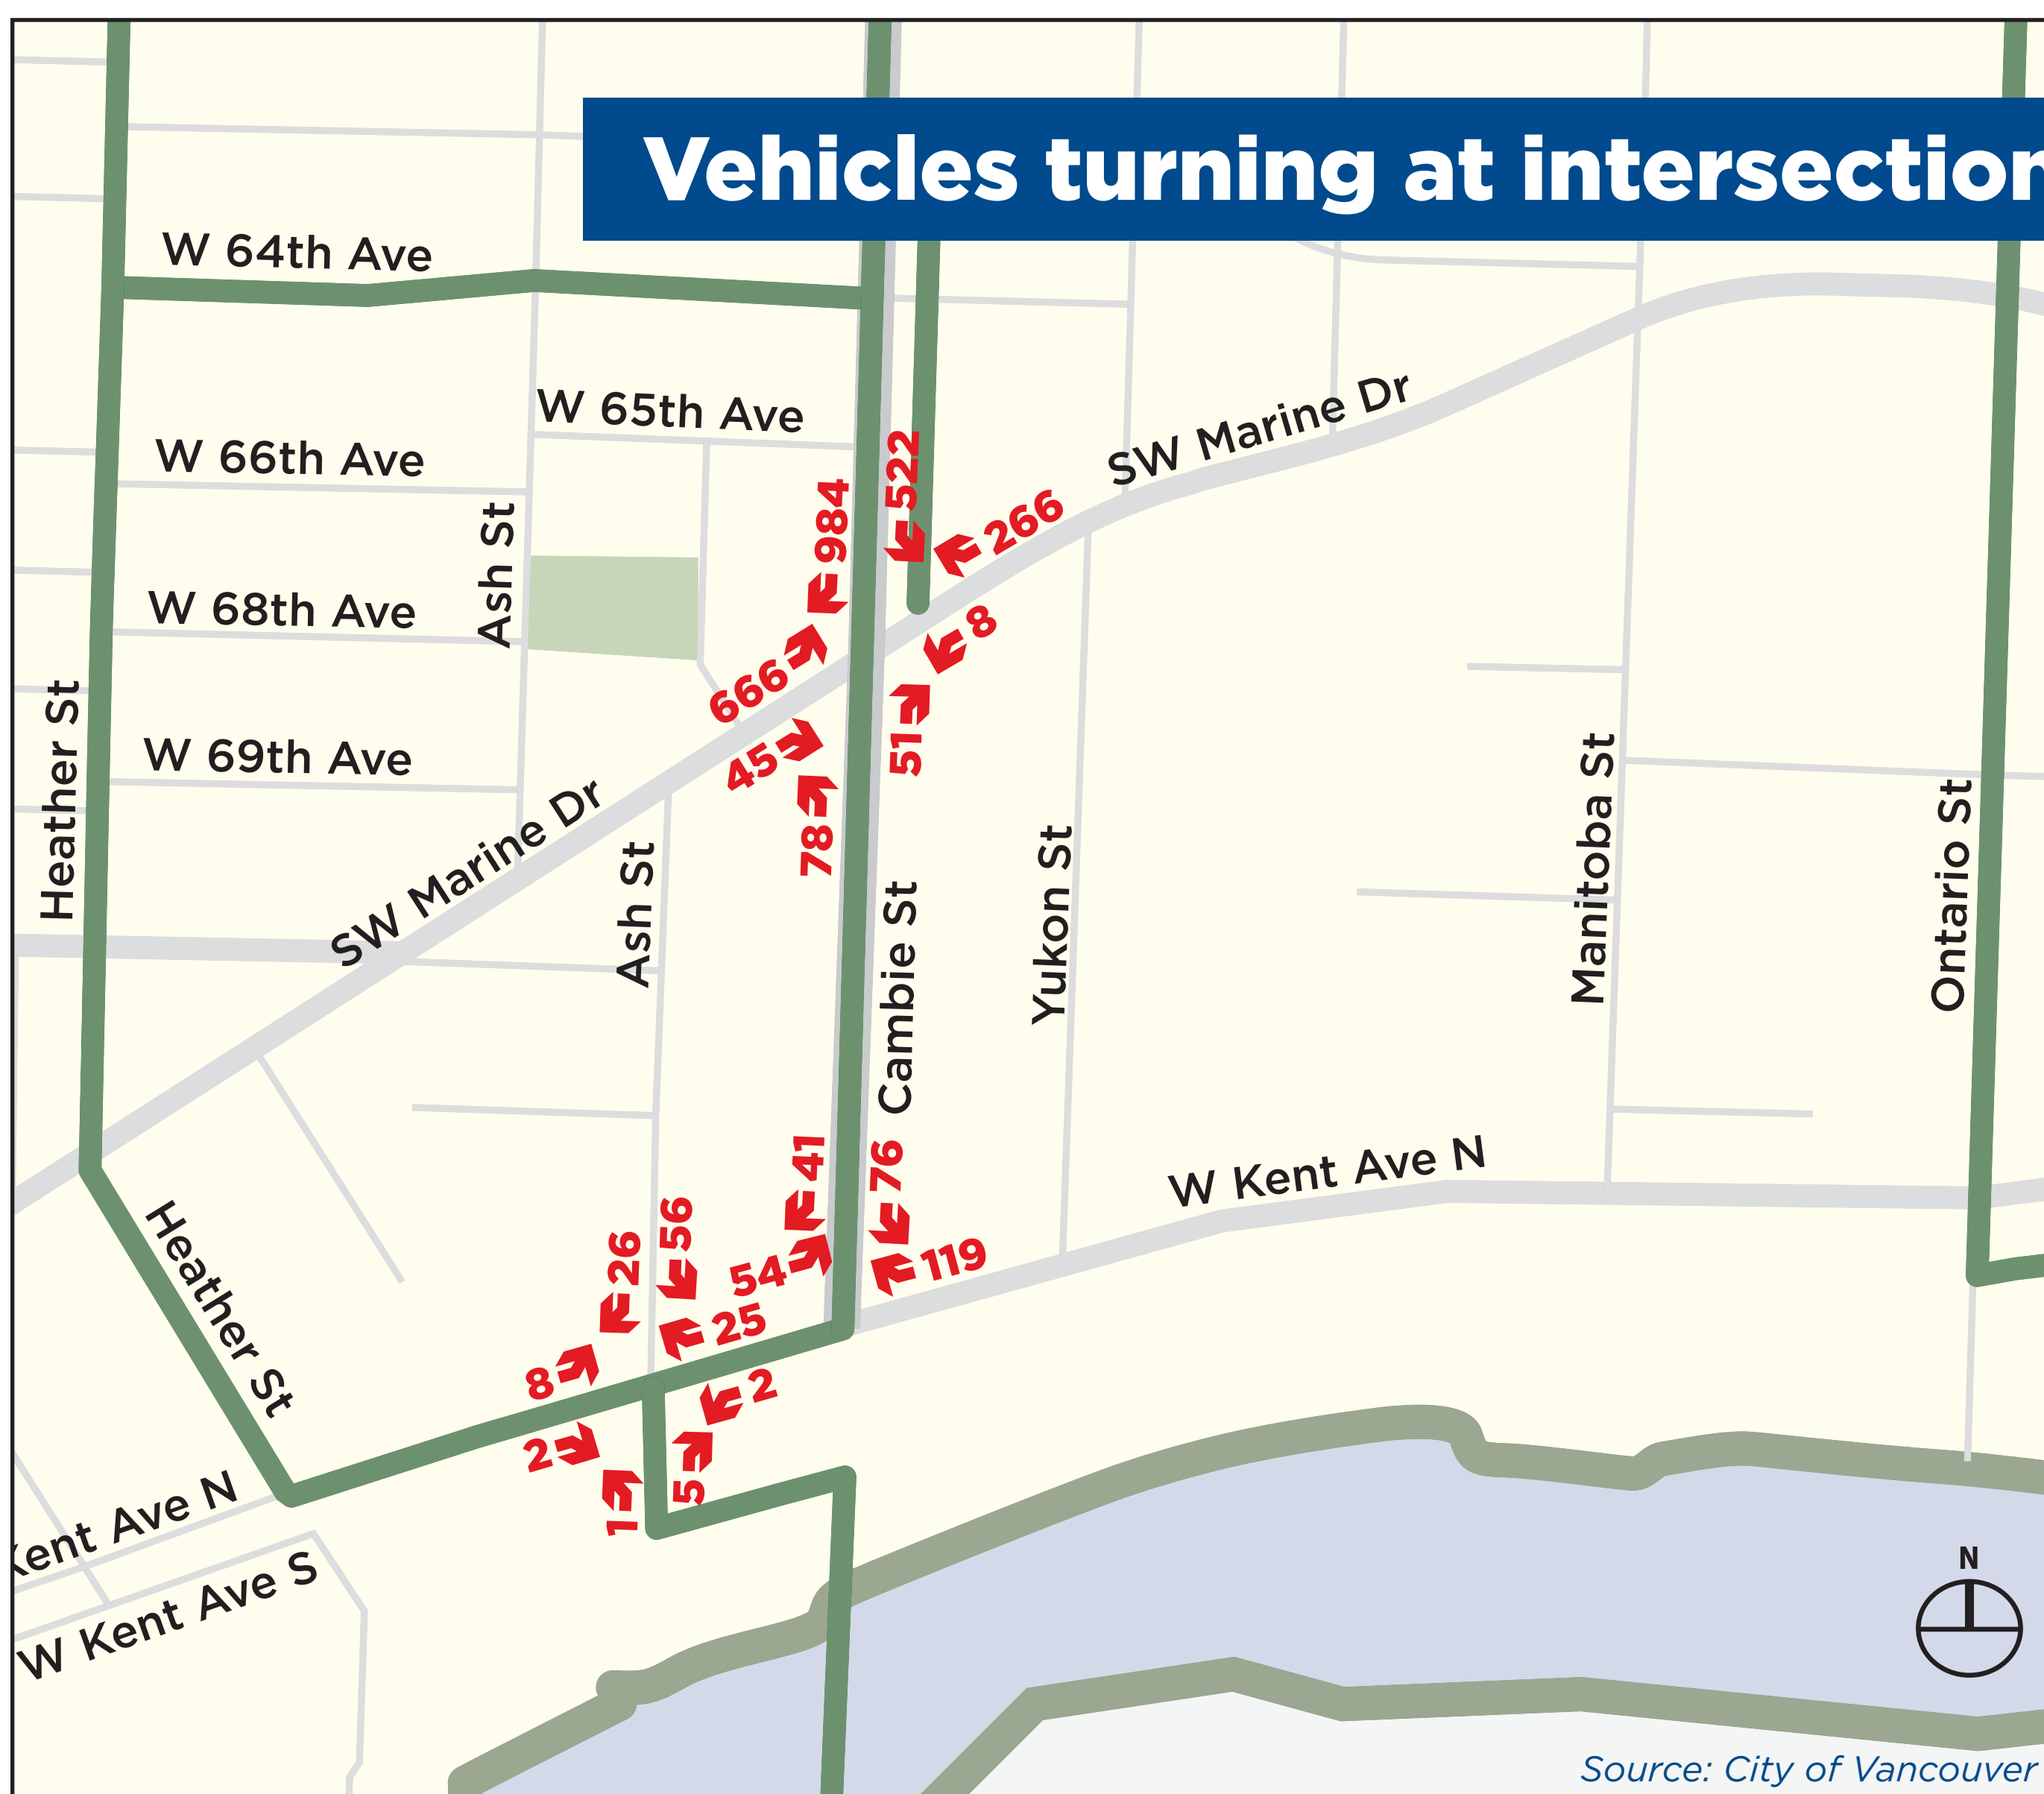 Vehicles turning at intersection
W 64th Ave
W 65th Ave
W 66th Ave
SW Marine Dr
522
984
266
Ash St
W 68th Ave
8
666
Heather St
W 69th Ave
45
51
78
SW Marine Dr
Ash St
Cambie St
Yukon St
Manitoba St
Ontario St
41
76
W Kent Ave N
Heather St
26
56
54
119
25
8
2
2
5
1
Kent Ave N
W Kent Ave S
N
Source: City of Vancouver